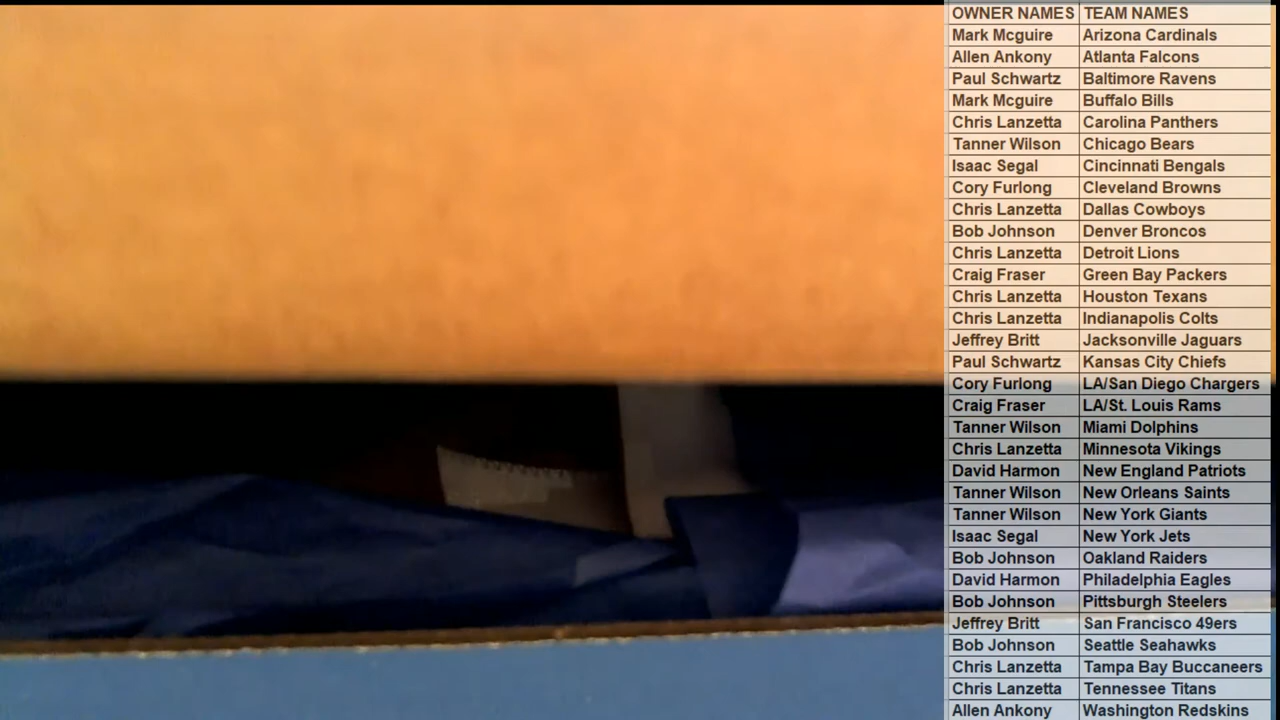 OWNER NAMES TEAM NAMES
Mark Mcguire Arizona Cardinals
Allen Ankony Atlanta Falcons
Paul Schwartz Baltimore Ravens
Mark Mcguire Buffalo Bills
Chris Lanzetta Carolina Panthers
Tanner Wilson Chicago Bears
Isaac Segal Cincinnati Bengals
Cory Furlong Cleveland Browns
Chris Lanzetta Dallas Cowboys
Bob Johnson Denver Broncos
Chris Lanzetta Detroit Lions
Craig Fraser Green Bay Packers
Chris Lanzetta Houston Texans
Chris Lanzetta Indianapolis Colts
Jeffrey Britt Jacksonville Jaguars
Paul Schwartz Kansas City Chiefs
Cory Furlong LA/San Diego Chargers
Craig Fraser LA/St. Louis Rams
Tanner Wilson Miami Dolphins
Chris Lanzetta Minnesota Vikings
David Harmon New England Patriots
Tanner Wilson New Orleans Saints
Tanner Wilson New York Giants
Isaac Segal New York Jets
Bob Johnson Oakland Raiders
David Harmon Philadelphia Eagles
Bob Johnson Pittsburgh Steelers
Jeffrey Britt San Francisco 49ers
Bob Johnson Seattle Seahawks
Chris Lanzetta Tampa Bay Buccaneers
Chris Lanzetta Tennessee Titans
Allen Ankony Washington Redskins